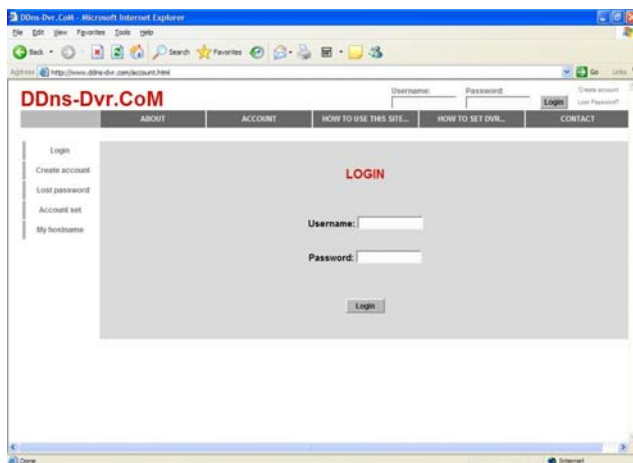 DDns-Dvr.CoM - Microsoft Internet Explorer
File Edit View Favorites Tools Help
Back Search Favorites
Address http://www.ddns-dvr.com/account.html Go Links
DDns-Dvr.CoM
Username: Password: Login
Create account
Lost Password?
ABOUT ACCOUNT HOW TO USE THIS SITE... HOW TO SET DVR... CONTACT
Login
Create account
Lost password
Account set
My hostname
LOGIN
Username:
Password:
Login
Done Internet